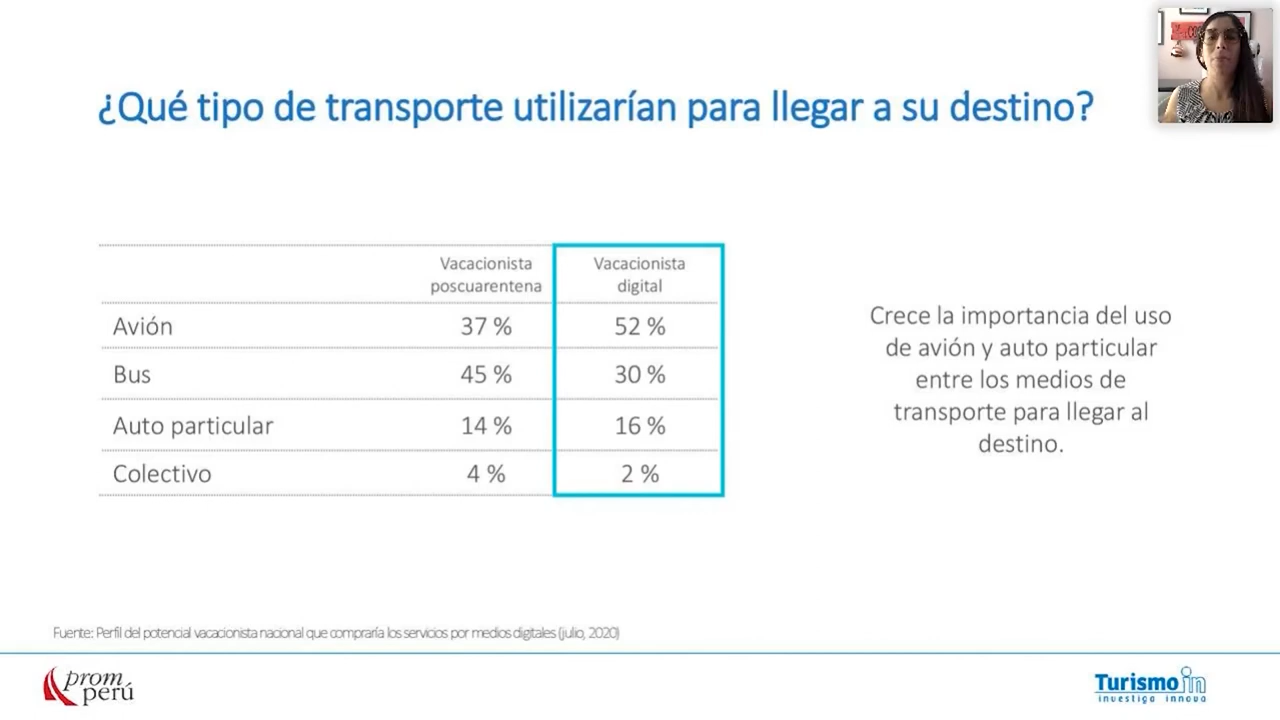 ¿Qué tipo de transporte utilizarían para llegar a su destino?
Vacacionista poscuarentena
Vacacionista digital
Avión 37 % 52 %
Bus 45 % 30 %
Auto particular 14 % 16 %
Colectivo 4 % 2 %
Crece la importancia del uso
de avión y auto particular
entre los medios de
transporte para llegar al
destino.
Fuente: Perfil del potencial vacacionista nacional que compraría los servicios por medios digitales (julio, 2020)
prom
perú
Turismo in
investiga innova